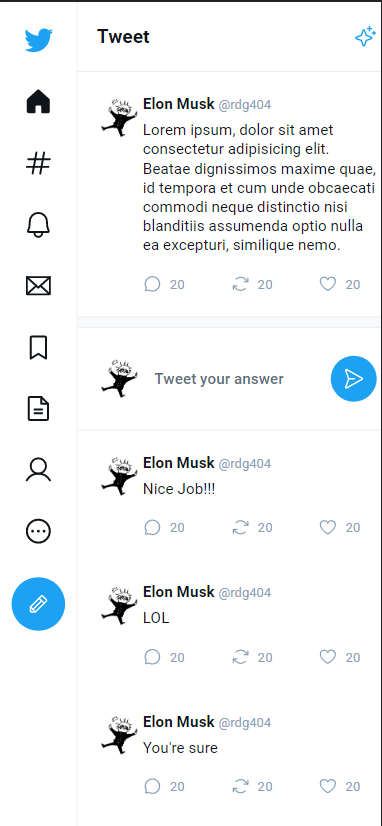 Tweet
Elon Musk @rdg404
Lorem ipsum, dolor sit amet
consectetur adipisicing elit.
Beatae dignissimos maxime quae,
id tempora et cum unde obcaecati
commodi neque distinctio nisi
blanditiis assumenda optio nulla
ea excepturi, similique nemo.
20 20 20
Tweet your answer
Elon Musk @rdg404
Nice Job!!!
20 20 20
Elon Musk @rdg404
LOL
20 20 20
Elon Musk @rdg404
You're sure
20 20 20